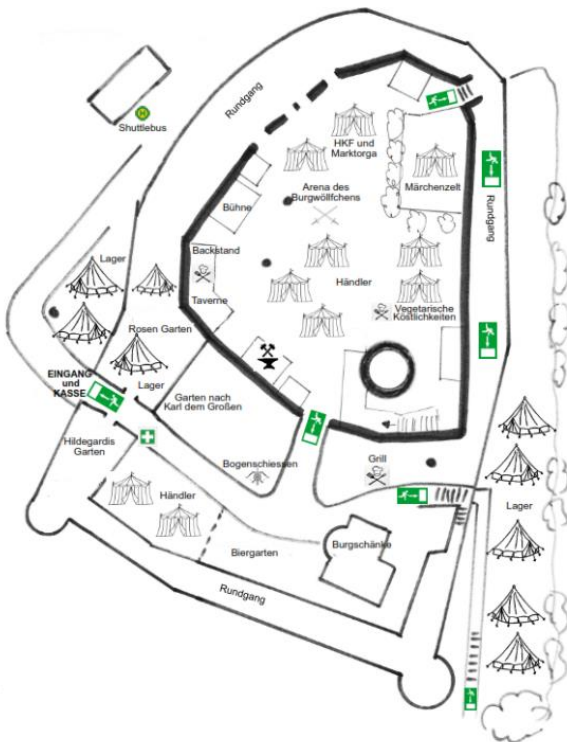 Rundgang
Shuttlebus
HKF und
Marktorga
Märchenzelt
Arena des
Burgwölfchens
Rundgang
Bühne
Backstand
Lager
Händler
Taverne
Vegetarische
Köstlichkeiten
Rosen Garten
EINGANG
und
KASSE
Lager
Garten nach
Karl dem Großen
Hildegardis
Garten
Bogenschiessen
Grill
Händler
Lager
Biergarten
Burgschänke
Rundgang